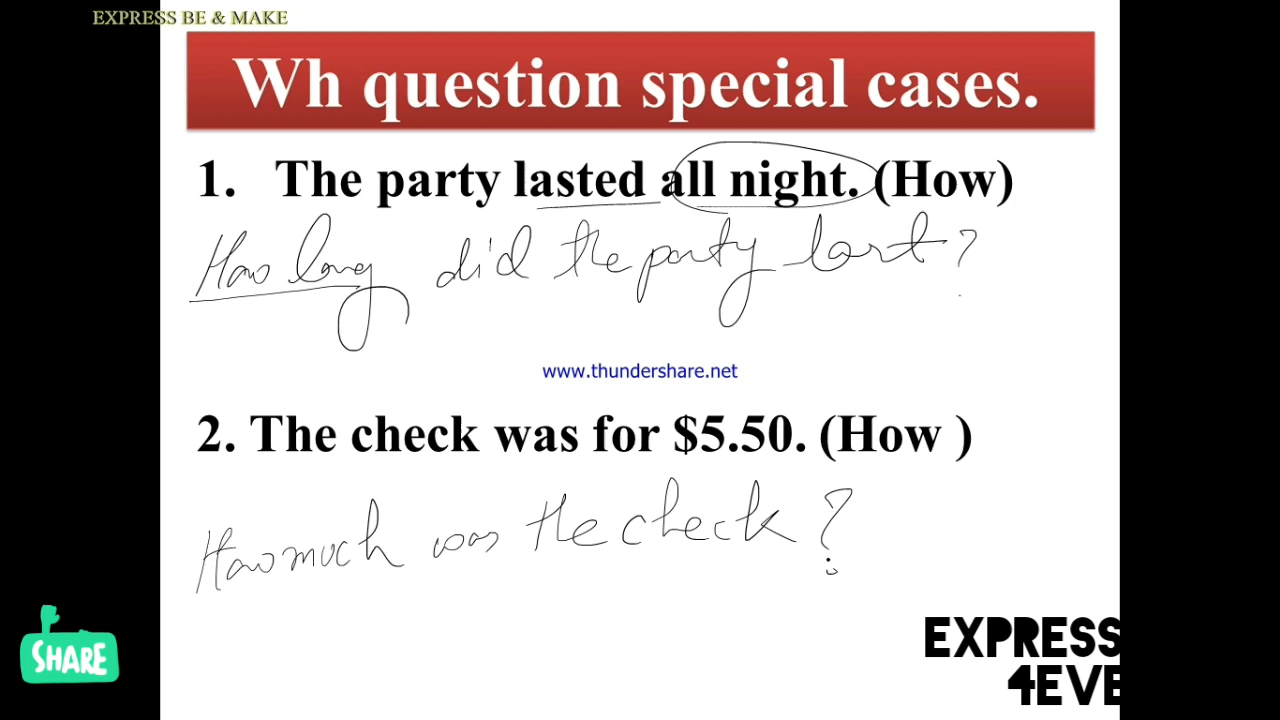 EXPRESS BE & MAKE
Wh question special cases.
1. The party lasted all night. (How)
How long did the party last?
www.thundershare.net
2. The check was for $5.50. (How )
How much was the check?
SHARE
EXPRESS
4EVE